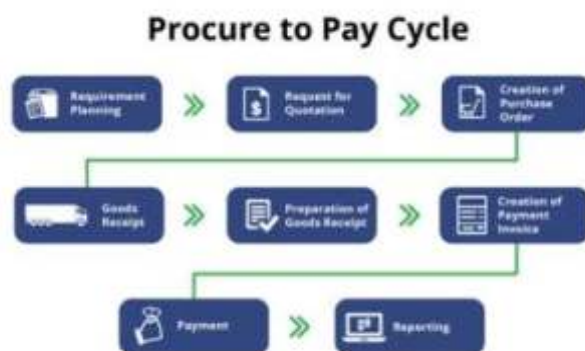 Procure to Pay Cycle
Requirement
Planning
Request for
Quotation
Creation of
Purchase
Order
Goods
Receipt
Preparation of
Goods Receipt
Creation of
Payment
Invoice
Payment
Reporting